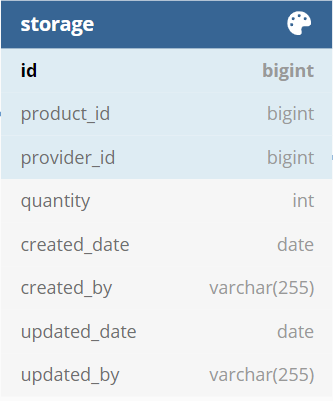 storage
id bigint
product_id bigint
provider_id bigint
quantity int
created_date date
created_by varchar(255)
updated_date date
updated_by varchar(255)